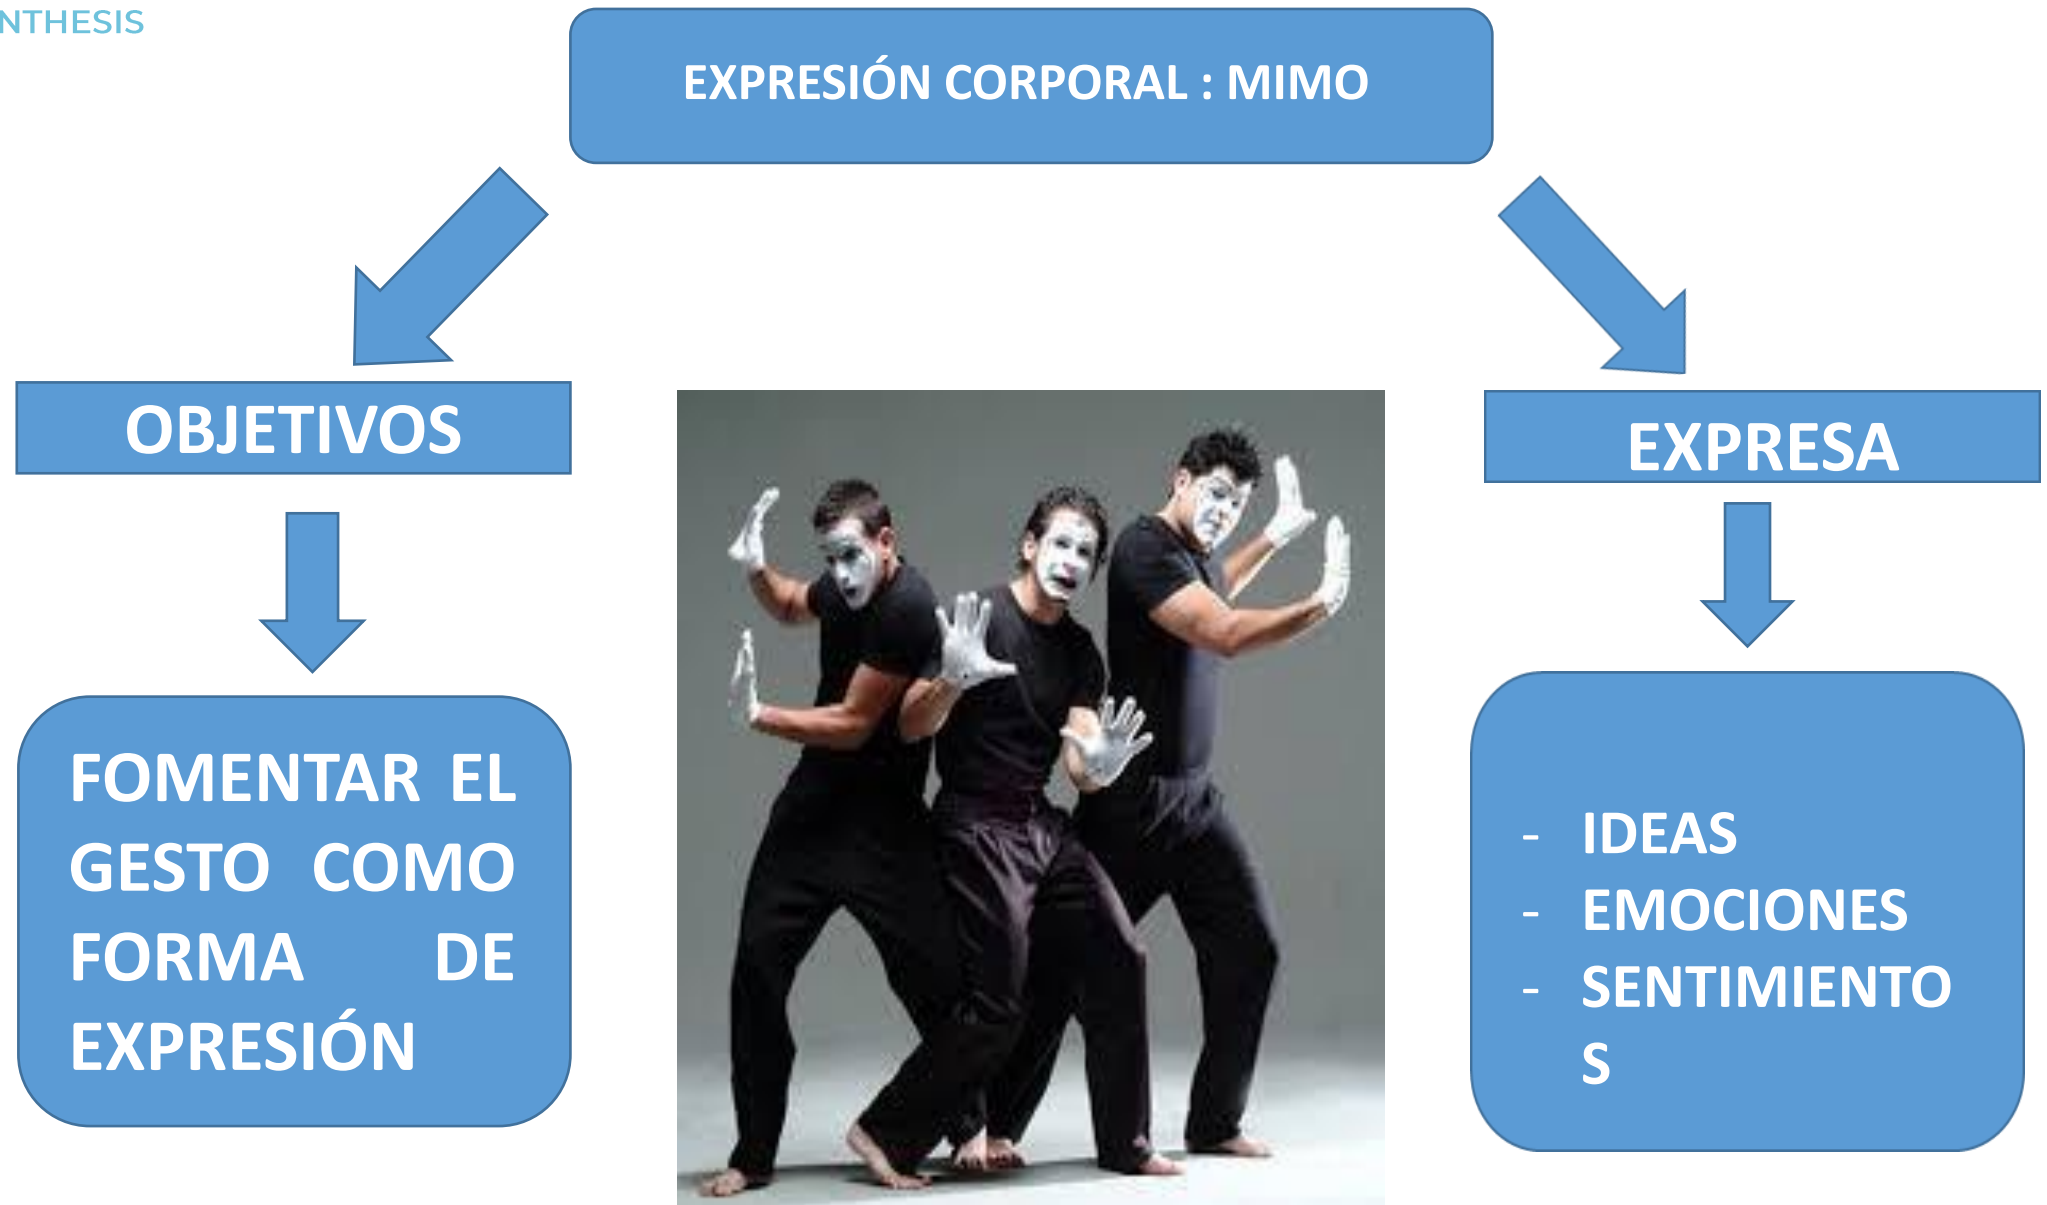 NTHESIS
EXPRESIÓN CORPORAL : MIMO
OBJETIVOS
EXPRESA
FOMENTAR EL
GESTO COMO
FORMA DE
EXPRESIÓN
- IDEAS
- EMOCIONES
- SENTIMIENTO
S